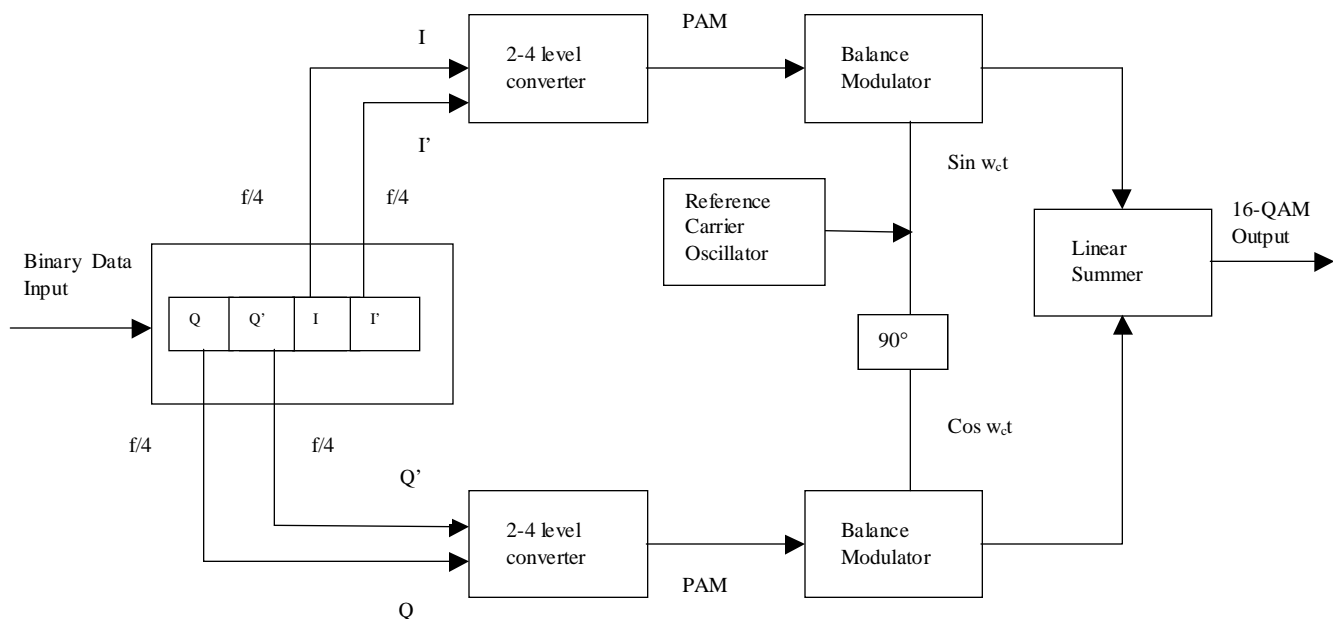 PAM
I
2-4 level
converter
Balance
Modulator
I’
Sin wct
f/4
f/4
Reference
Carrier
Oscillator
16-QAM
Output
Linear
Summer
Binary Data
Input
Q
Q’
I
I’
90°
Cos wct
f/4
f/4
Q’
2-4 level
converter
Balance
Modulator
PAM
Q